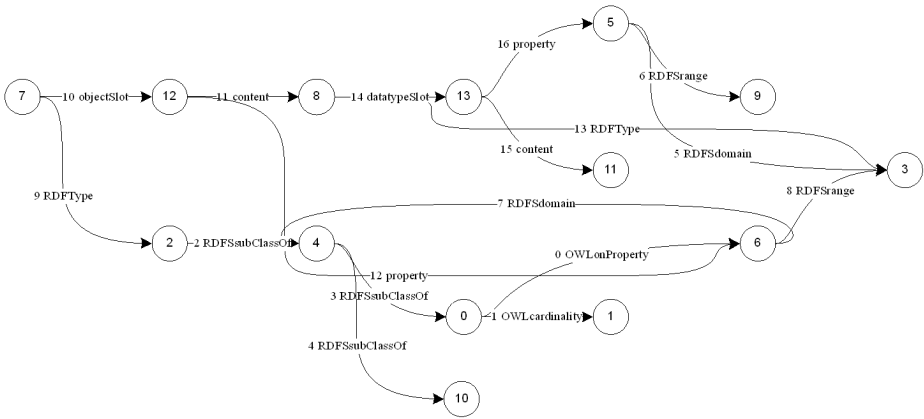 5
16 property
6 RDFSrange
7
10 objectSlot
12
11 content
8
14 datatypeSlot
13
9
13 RDFType
15 content
5 RDFSdomain
11
3
9 RDFType
8 RDFSrange
7 RDFSdomain
2
2 RDFSsubClassOf
4
6
0 OWLonProperty
12 property
3 RDFSsubClassOf
0
1 OWLcardinality
1
4 RDFSsubClassOf
10